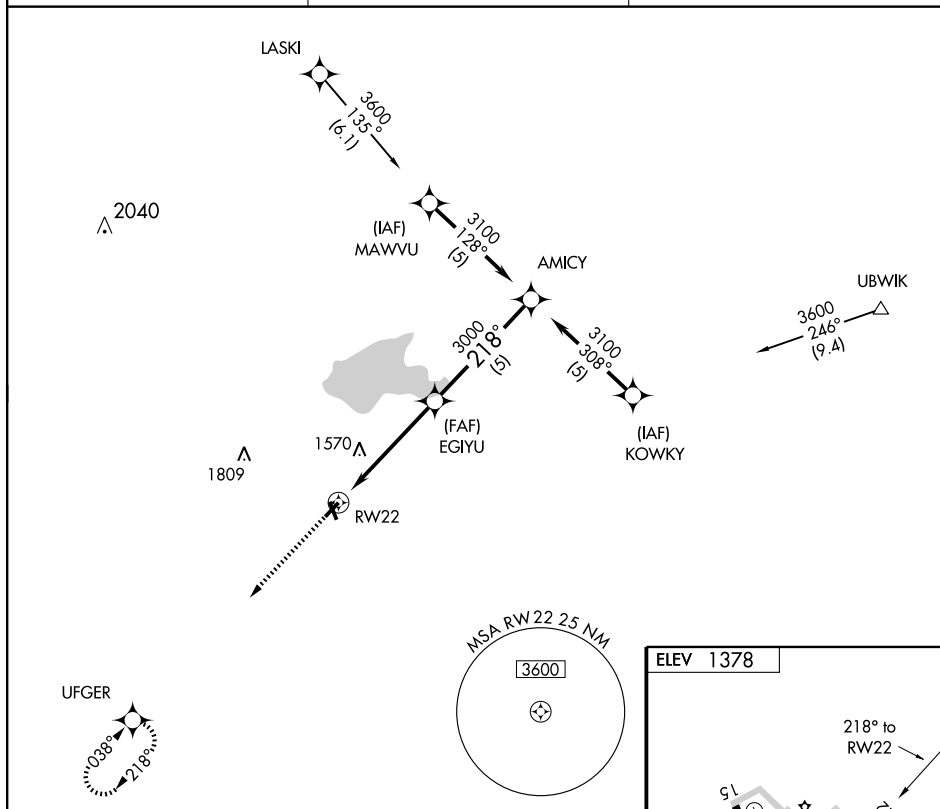 LASKI
3600
135°
(6.1)
2040
(IAF)
MAWVU
3100
128°
(5)
AMICY
UBWIK
3600
246°
(9.4)
3000
218°
(5)
3100
308°
(5)
(FAF)
EGIYU
(IAF)
KOWKY
1570
1809
RW22
MSA RW22 25 NM
3600
ELEV 1378
UFGER
038°
218°
218° to
RW22
15